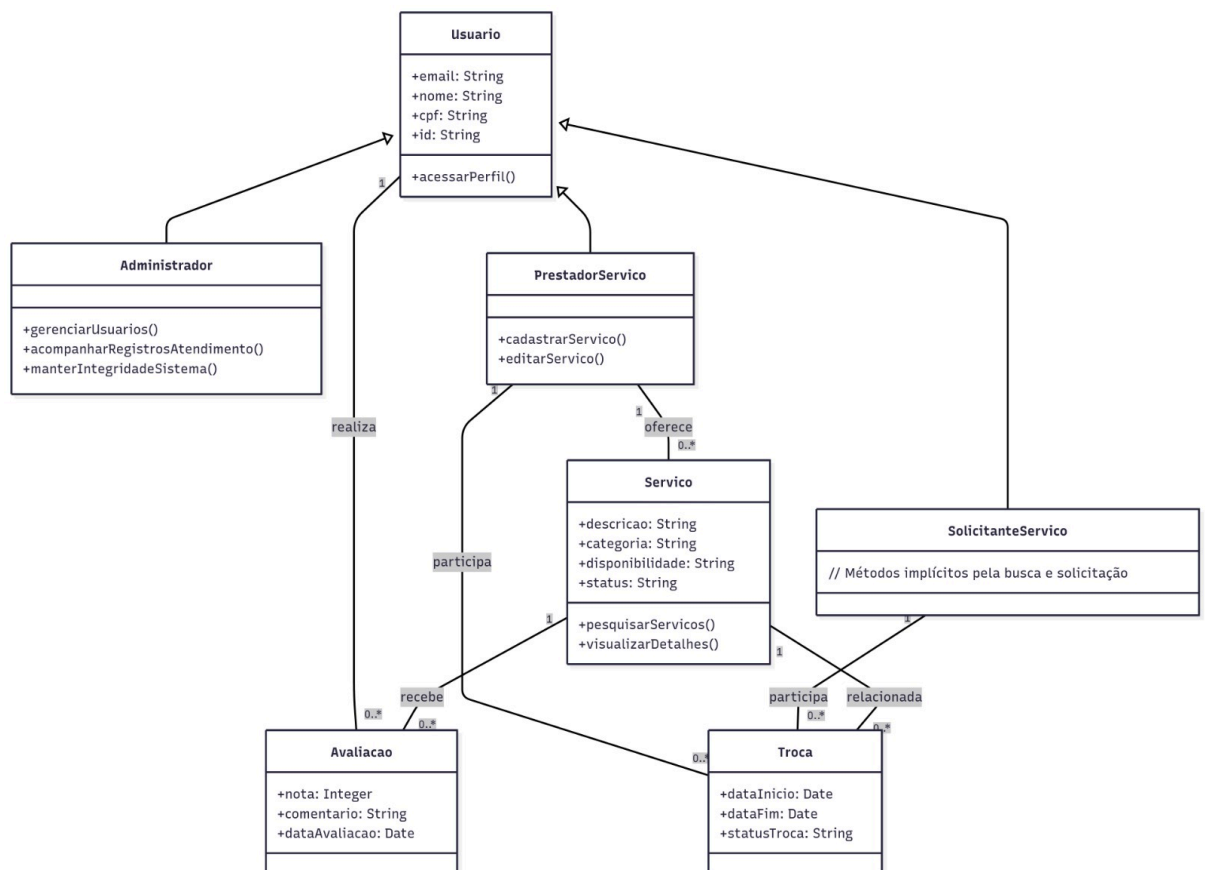 Usuario
+email: String
+nome: String
+cpf: String
+id: String
+acessarPerfil()
1
Administrador
+gerenciarUsuarios()
+acompanharRegistrosAtendimento()
+manterIntegridadeSistema()
PrestadorServico
+cadastrarServico()
+editarServico()
1
1
realiza
oferece
0..*
Servico
+descricao: String
+categoria: String
+disponibilidade: String
+status: String
+pesquisarServicos()
+visualizarDetalhes()
SolicitanteServico
// Métodos implícitos pela busca e solicitação
participa
1
1
1
recebe
participa
relacionada
0..*
0..*
0..*
0..*
0..*
Avaliacao
+nota: Integer
+comentario: String
+dataAvaliacao: Date
Troca
+dataInicio: Date
+dataFim: Date
+statusTroca: String